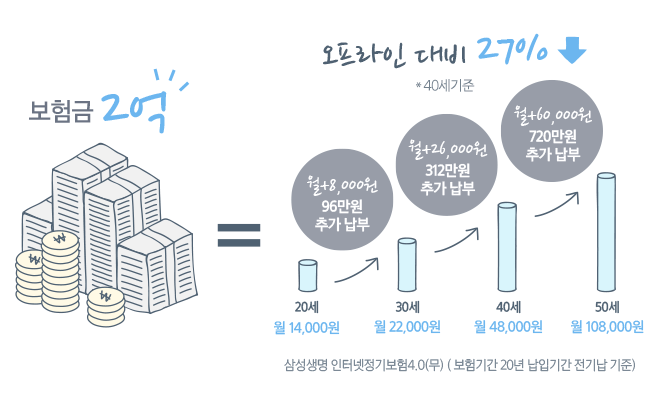 오프라인 대비 27%
* 40세기준
보험금 2억
월+8,000원
96만원
추가 납부
월+26,000원
312만원
추가 납부
월+60,000원
720만원
추가 납부
20세
월 14,000원
30세
월 22,000원
40세
월 48,000원
50세
월 108,000원
삼성생명 인터넷정기보험4.0(무) ( 보험기간 20년 납입기간 전기납 기준)